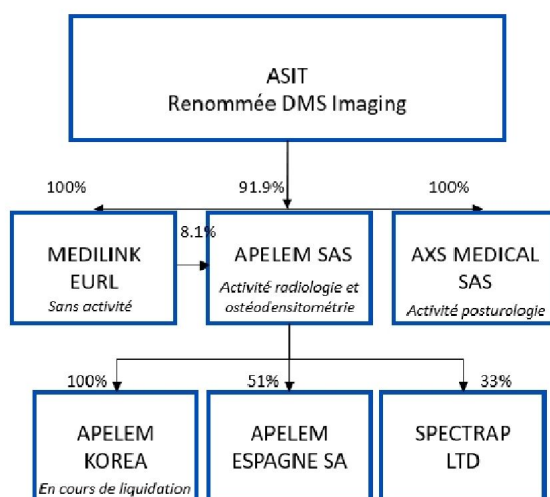 ASIT
Renommée DMS Imaging
100%
91.9%
100%
MEDILINK
EURL
Sans activité
8.1%
APELEM SAS
Activité radiologie et
ostéodensitométrie
AXS MEDICAL
SAS
Activité posturologie
100%
51%
33%
APELEM
KOREA
En cours de liquidation
APELEM
ESPAGNE SA
SPECTRAP
LTD